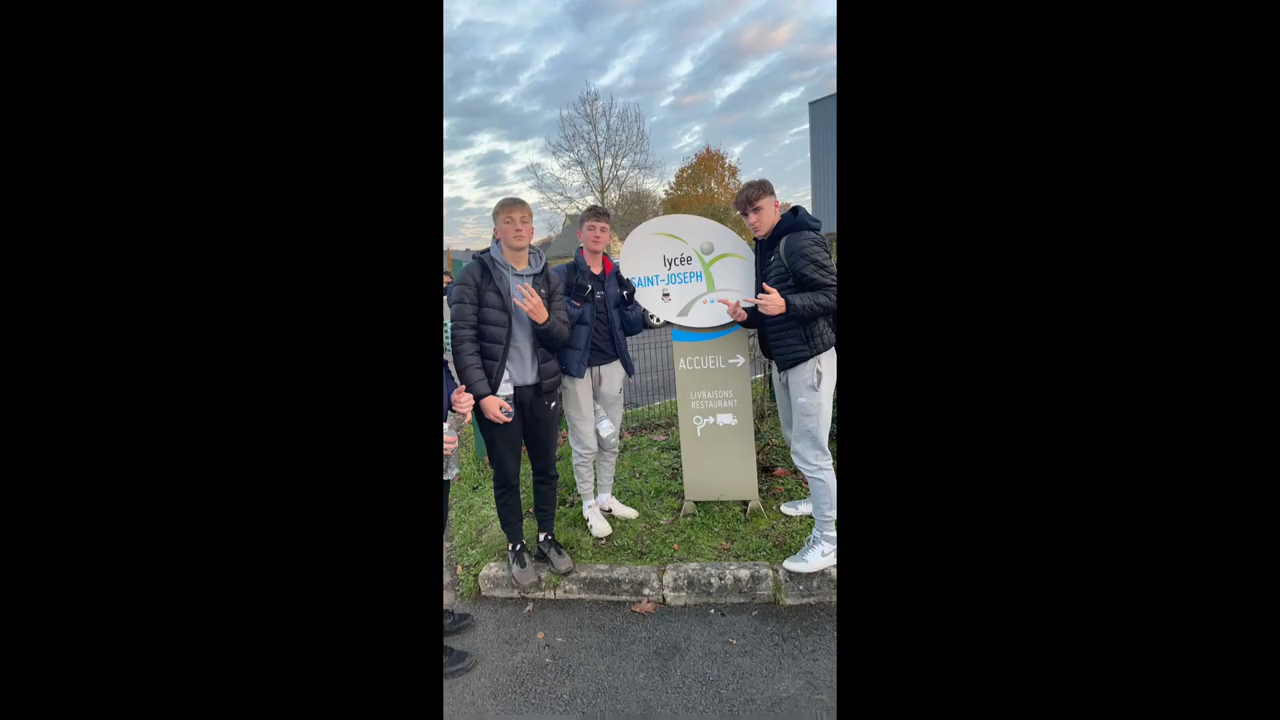 lycée
SAINT-JOSEPH
ACCUEIL
LIVRAISONS
RESTAURANT